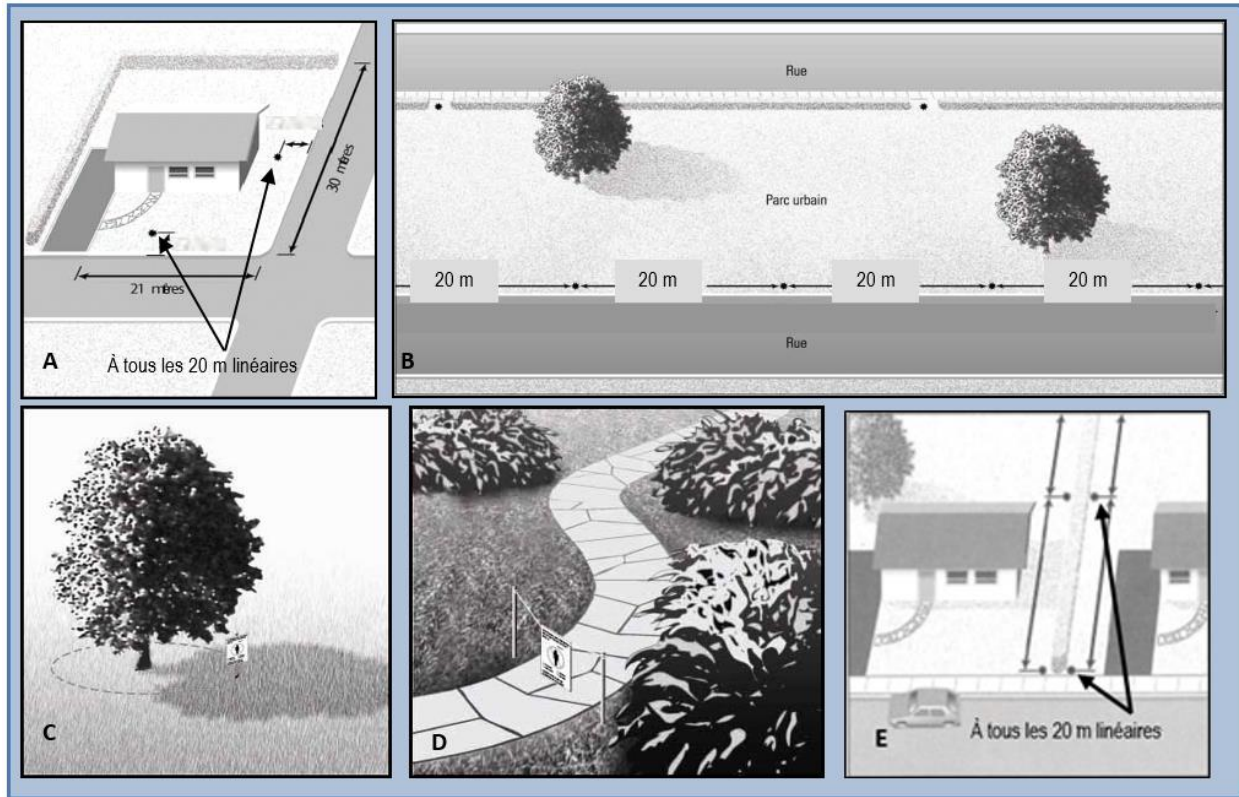 30 mètres
21 mètres
À tous les 20 m linéaires
A
Rue
Parc urbain
20 m
20 m
20 m
20 m
Rue
B
C
D
À tous les 20 m linéaires
E